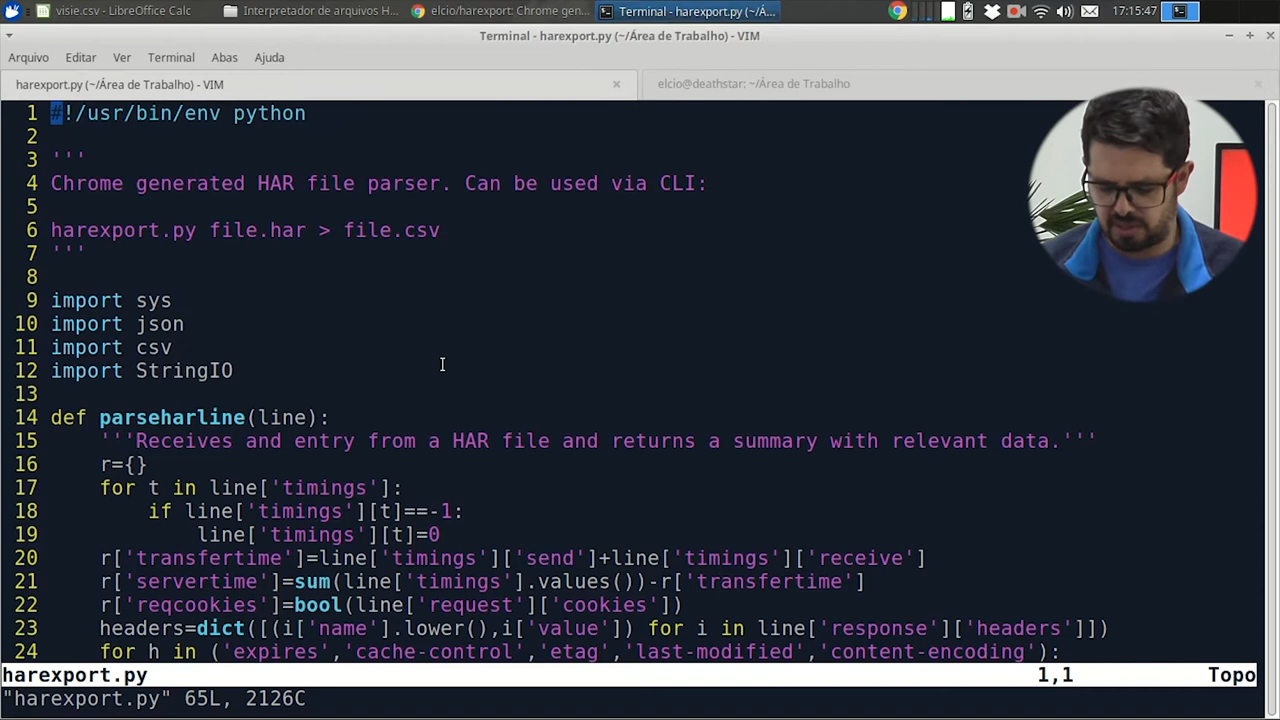 visie.csv - LibreOffice Calc
Interpretador de arquivos H...
elcio/harexport: Chrome gen...
Terminal - harexport.py (~/Á...
17:15:47
Terminal - harexport.py (~/Área de Trabalho) - VIM
Arquivo Editar Ver Terminal Abas Ajuda
harexport.py (~/Área de Trabalho) - VIM
elcio@deathstar: ~/Área de Trabalho
1 #!/usr/bin/env python
2
3 '''
4 Chrome generated HAR file parser. Can be used via CLI:
5
6 harexport.py file.har > file.csv
7 '''
8
9 import sys
10 import json
11 import csv
12 import StringIO
13
14 def parseharline(line):
15     '''Receives and entry from a HAR file and returns a summary with relevant data.'''
16     r={}
17     for t in line['timings']:
18         if line['timings'][t]==-1:
19             line['timings'][t]=0
20     r['transfertime']=line['timings']['send']+line['timings']['receive']
21     r['servertime']=sum(line['timings'].values())-r['transfertime']
22     r['reqcookies']=bool(line['request']['cookies'])
23     headers=dict([(i['name'].lower(),i['value']) for i in line['response']['headers']])
24     for h in ('expires','cache-control','etag','last-modified','content-encoding'):
harexport.py 1,1 Topo
"harexport.py" 65L, 2126C